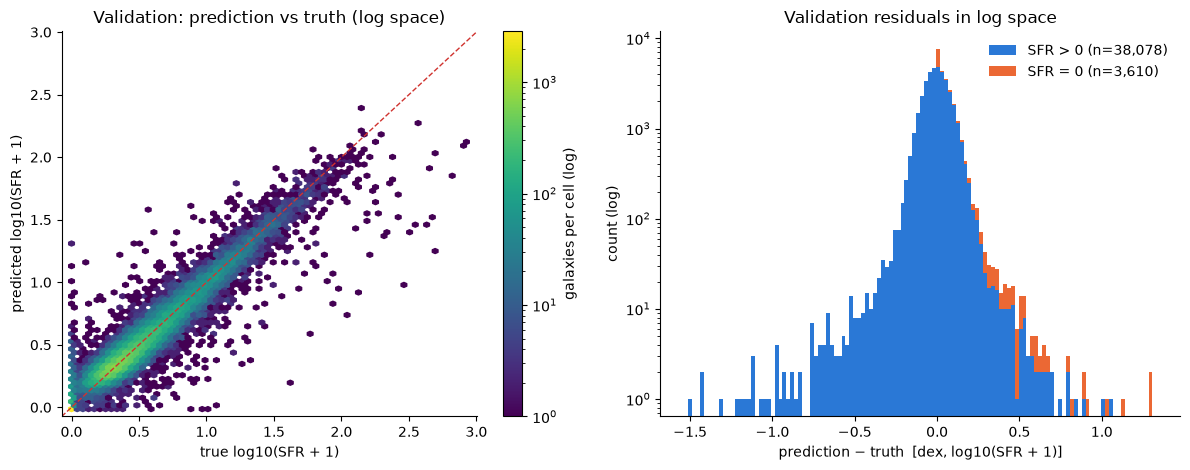 Validation: prediction vs truth (log space)
3.0
2.5
2.0
1.5
1.0
0.5
0.0
predicted log10(SFR + 1)
0.0 0.5 1.0 1.5 2.0 2.5 3.0
true log10(SFR + 1)
10³
10²
10¹
10⁰
galaxies per cell (log)
Validation residuals in log space
SFR > 0 (n=38,078)
SFR = 0 (n=3,610)
10⁴
10³
10²
10¹
10⁰
count (log)
−1.5 −1.0 −0.5 0.0 0.5 1.0
prediction − truth [dex, log10(SFR + 1)]